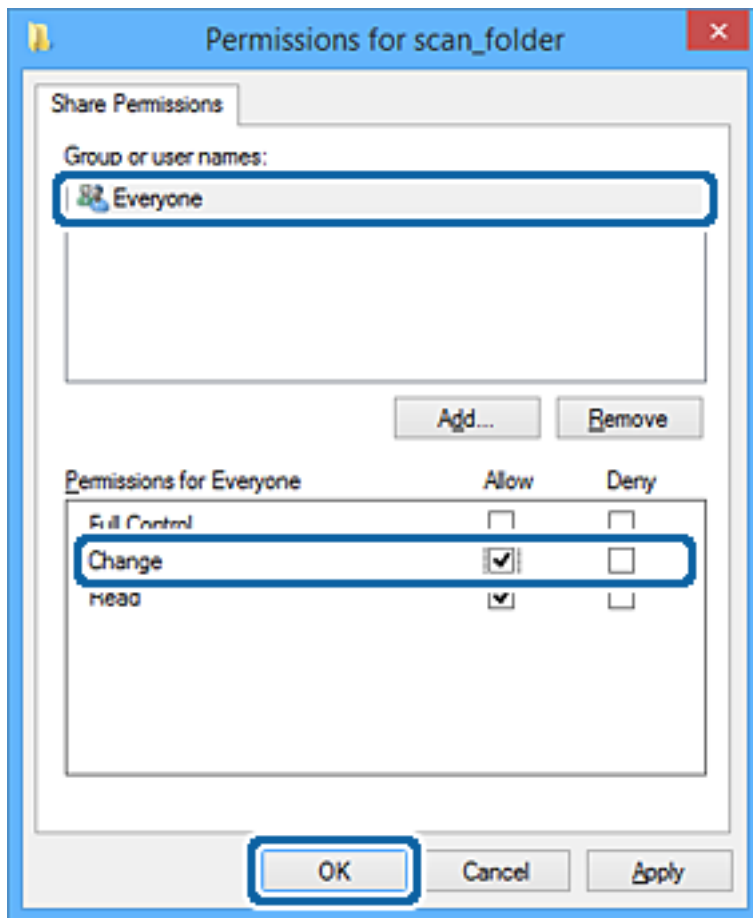 Permissions for scan_folder
Share Permissions
Group or user names:
Everyone
Add... Remove
Permissions for Everyone Allow Deny
Full Control
Change
Read
OK Cancel Apply